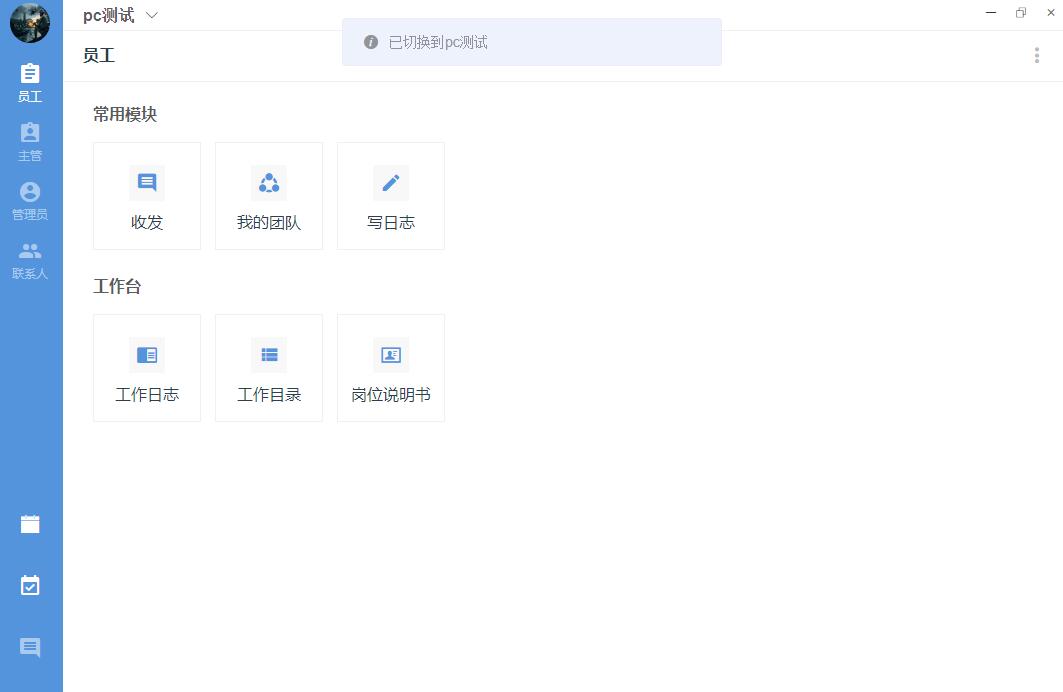 pc测试
已切换到pc测试
员工
员工
主管
管理员
联系人
常用模块
收发
我的团队
写日志
工作台
工作日志
工作目录
岗位说明书